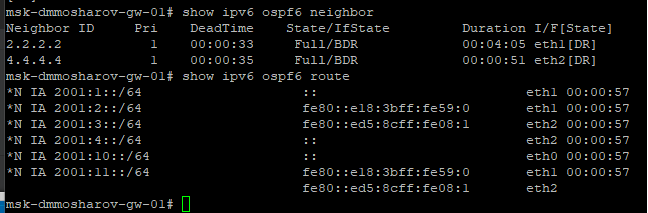 msk-dmmosharov-gw-01# show ipv6 ospf6 neighbor
Neighbor ID     Pri    DeadTime    State/IfState         Duration I/F[State]
2.2.2.2           1    00:00:33     Full/BDR             00:04:05 eth1[DR]
4.4.4.4           1    00:00:35     Full/BDR             00:00:51 eth2[DR]
msk-dmmosharov-gw-01# show ipv6 ospf6 route
*N IA 2001:1::/64                    ::                        eth1 00:00:57
*N IA 2001:2::/64                    fe80::e18:3bff:fe59:0     eth1 00:00:57
*N IA 2001:3::/64                    fe80::ed5:8cff:fe08:1     eth2 00:00:57
*N IA 2001:4::/64                    ::                        eth2 00:00:57
*N IA 2001:10::/64                   ::                        eth0 00:00:57
*N IA 2001:11::/64                   fe80::e18:3bff:fe59:0     eth1 00:00:57
                                     fe80::ed5:8cff:fe08:1     eth2
msk-dmmosharov-gw-01#